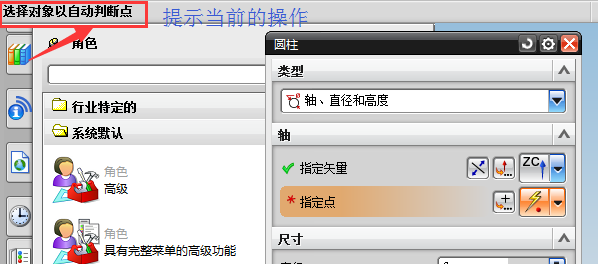 选择对象以自动判断点
提示当前的操作
角色
行业特定的
系统默认
角色
高级
角色
具有完整菜单的高级功能
圆柱
类型
轴、直径和高度
轴
指定矢量
ZC
* 指定点
尺寸